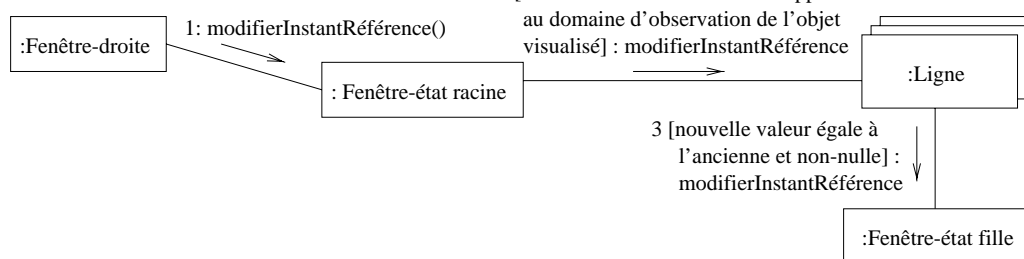 :Fenêtre-droite
1: modifierInstantRéférence()
: Fenêtre-état racine
au domaine d'observation de l'objet
visualisé] : modifierInstantRéférence
:Ligne
3 [nouvelle valeur égale à
l'ancienne et non-nulle] :
modifierInstantRéférence
:Fenêtre-état fille